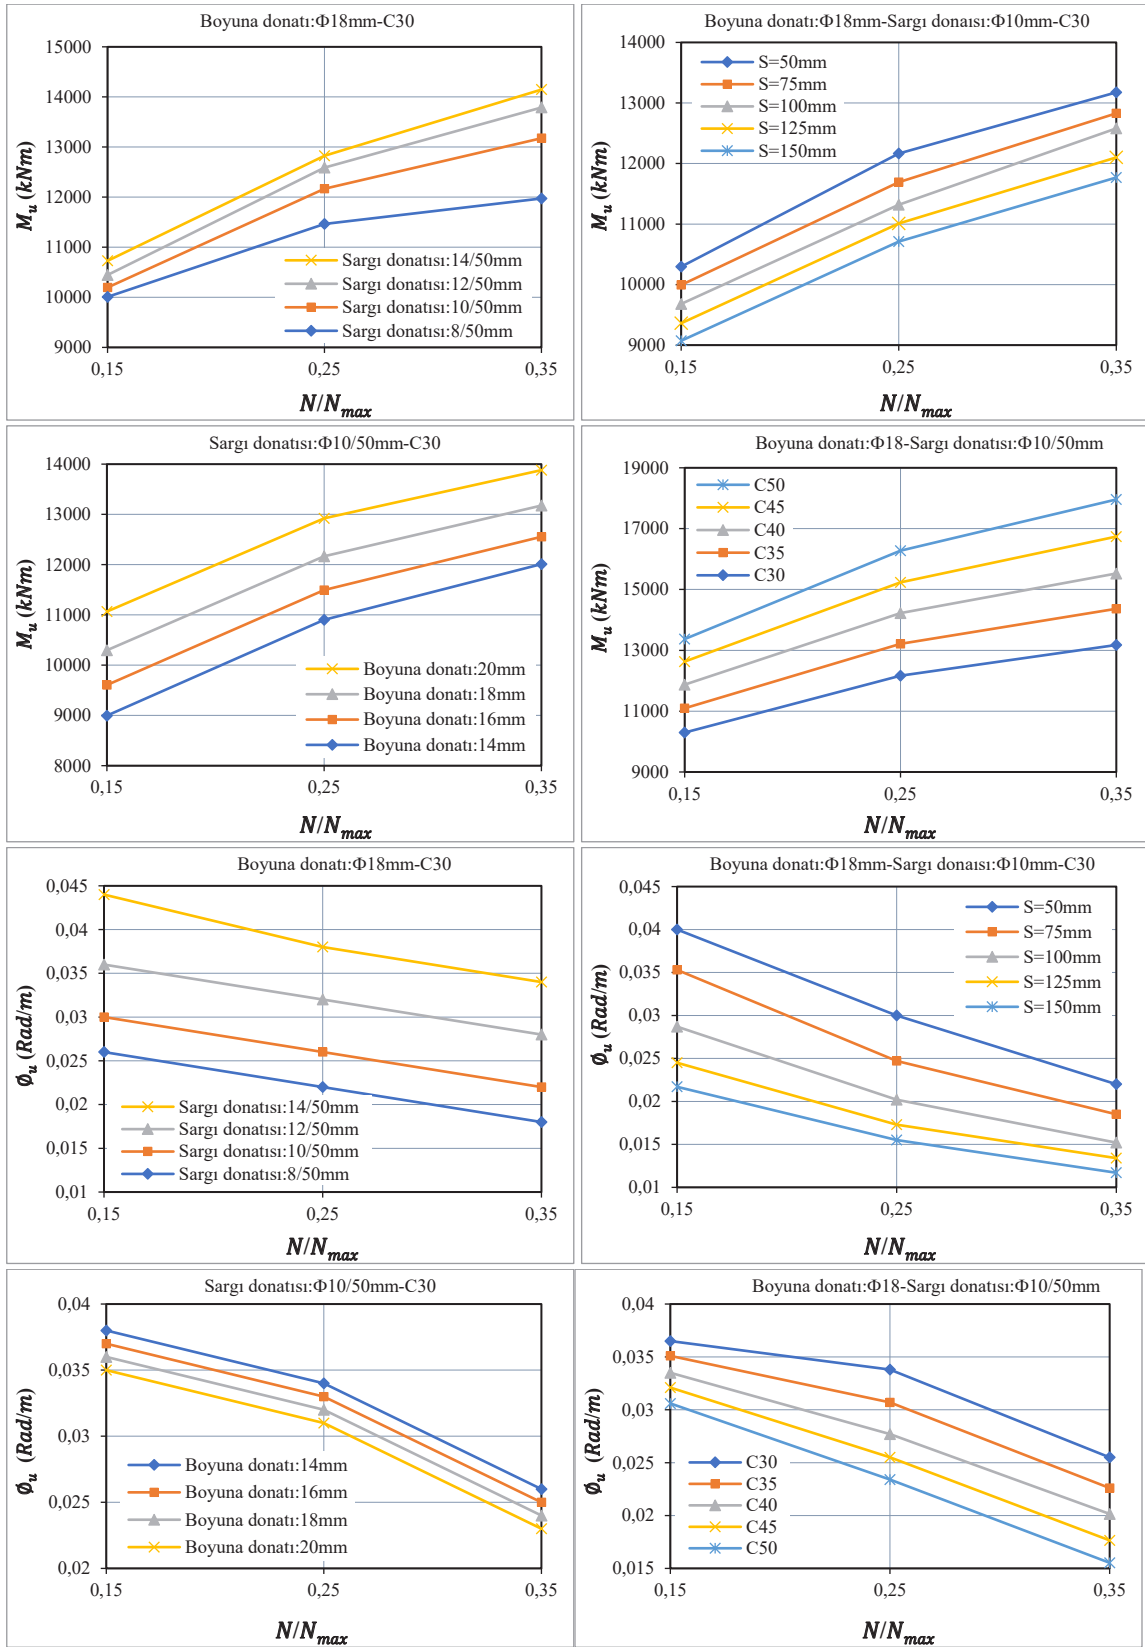 Boyuna donatı:Φ18mm-C30
15000
14000
13000
12000
11000
10000
9000
M_u (kNm)
Sargı donatısı:14/50mm
Sargı donatısı:12/50mm
Sargı donatısı:10/50mm
Sargı donatısı:8/50mm
0,15 0,25 0,35
N/N_max
Boyuna donatı:Φ18mm-Sargı donaısı:Φ10mm-C30
14000
13000
12000
11000
10000
9000
M_u (kNm)
S=50mm
S=75mm
S=100mm
S=125mm
S=150mm
0,15 0,25 0,35
N/N_max
Sargı donatısı:Φ10/50mm-C30
14000
13000
12000
11000
10000
9000
8000
M_u (kNm)
Boyuna donatı:20mm
Boyuna donatı:18mm
Boyuna donatı:16mm
Boyuna donatı:14mm
0,15 0,25 0,35
N/N_max
Boyuna donatı:Φ18-Sargı donatısı:Φ10/50mm
19000
17000
15000
13000
11000
9000
M_u (kNm)
C50
C45
C40
C35
C30
0,15 0,25 0,35
N/N_max
Boyuna donatı:Φ18mm-C30
0,045
0,04
0,035
0,03
0,025
0,02
0,015
0,01
Ø_u (Rad/m)
Sargı donatısı:14/50mm
Sargı donatısı:12/50mm
Sargı donatısı:10/50mm
Sargı donatısı:8/50mm
0,15 0,25 0,35
N/N_max
Boyuna donatı:Φ18mm-Sargı donaısı:Φ10mm-C30
0,045
0,04
0,035
0,03
0,025
0,02
0,015
0,01
Ø_u (Rad/m)
S=50mm
S=75mm
S=100mm
S=125mm
S=150mm
0,15 0,25 0,35
N/N_max
Sargı donatısı:Φ10/50mm-C30
0,04
0,035
0,03
0,025
0,02
Ø_u (Rad/m)
Boyuna donatı:14mm
Boyuna donatı:16mm
Boyuna donatı:18mm
Boyuna donatı:20mm
0,15 0,25 0,35
N/N_max
Boyuna donatı:Φ18-Sargı donatısı:Φ10/50mm
0,04
0,035
0,03
0,025
0,02
0,015
Ø_u (Rad/m)
C30
C35
C40
C45
C50
0,15 0,25 0,35
N/N_max